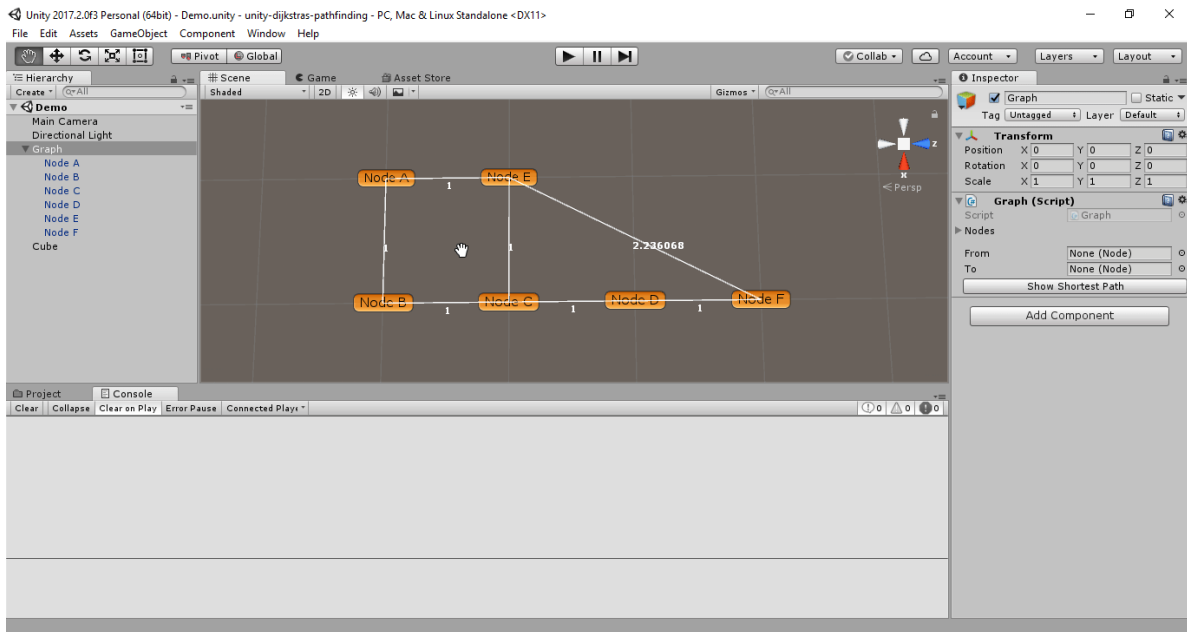 Unity 2017.2.0f3 Personal (64bit) - Demo.unity - unity-dijkstras-pathfinding - PC, Mac & Linux Standalone <DX11>
File Edit Assets GameObject Component Window Help
Pivot Global Collab Account Layers Layout
Hierarchy
Create All
Demo
Main Camera
Directional Light
Graph
Node A
Node B
Node C
Node D
Node E
Node F
Cube
Scene Game Asset Store
Shaded 2D Gizmos All
z
x
Persp
Node A 1 Node E
1 1 2.236068
Node B 1 Node C 1 Node D 1 Node F
Inspector
Graph Static
Tag Untagged Layer Default
Transform
Position X 0 Y 0 Z 0
Rotation X 0 Y 0 Z 0
Scale X 1 Y 1 Z 1
Graph (Script)
Script Graph
Nodes
From None (Node)
To None (Node)
Show Shortest Path
Add Component
Project Console
Clear Collapse Clear on Play Error Pause Connected Playe 0 0 0